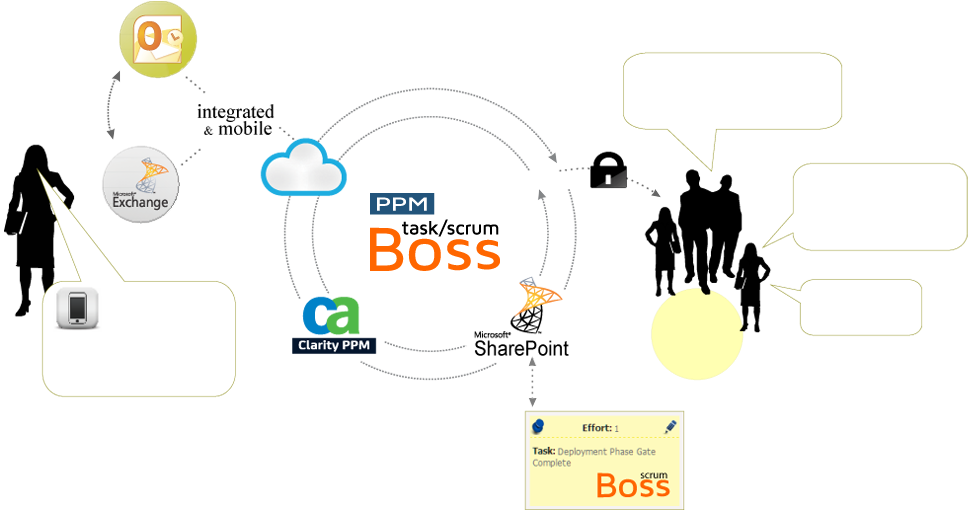 O
integrated
& mobile
Microsoft®
Exchange
PPM
task/scrum
Boss
ca
Clarity PPM
Microsoft®
SharePoint™
Effort: 1
Task: Deployment Phase Gate
Complete
scrum
Boss